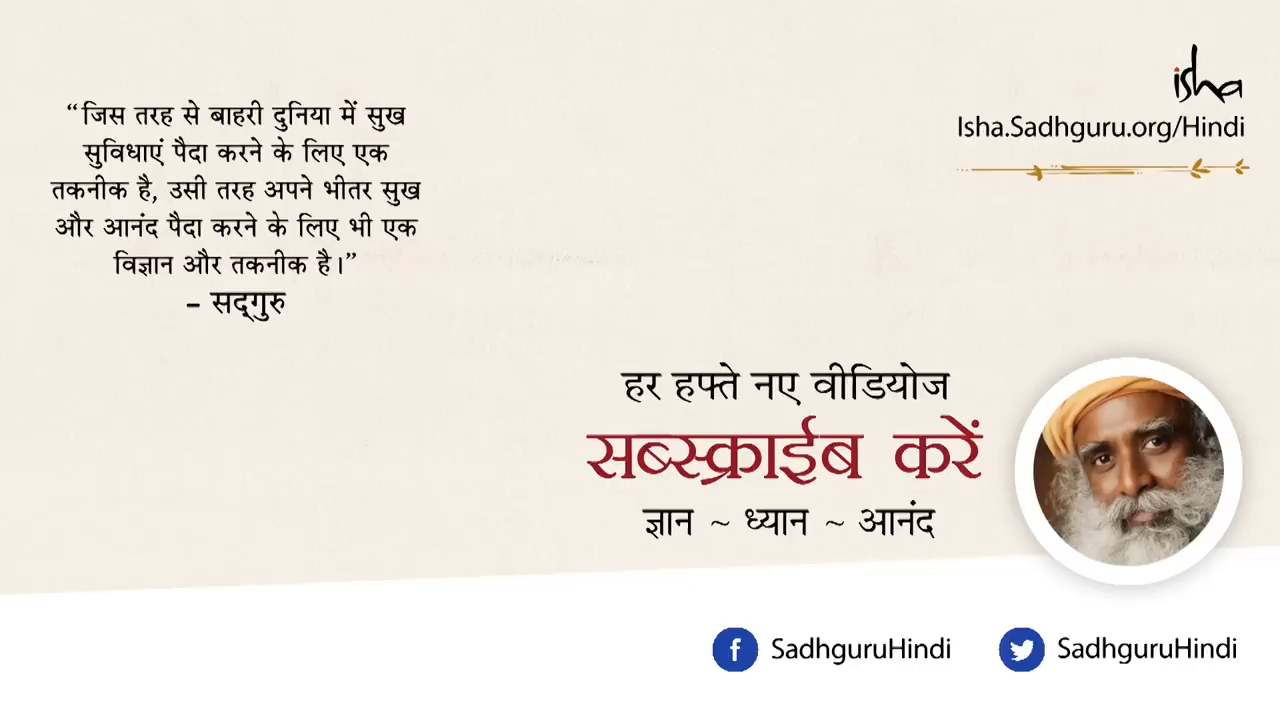 “जिस तरह से बाहरी दुनिया में सुख
सुविधाएं पैदा करने के लिए एक
तकनीक है, उसी तरह अपने भीतर सुख
और आनंद पैदा करने के लिए भी एक
विज्ञान और तकनीक है।”
– सद्गुरु
isha
Isha.Sadhguru.org/Hindi
हर हफ्ते नए वीडियोज
सब्स्क्राईब करें
ज्ञान ~ ध्यान ~ आनंद
f SadhguruHindi
SadhguruHindi